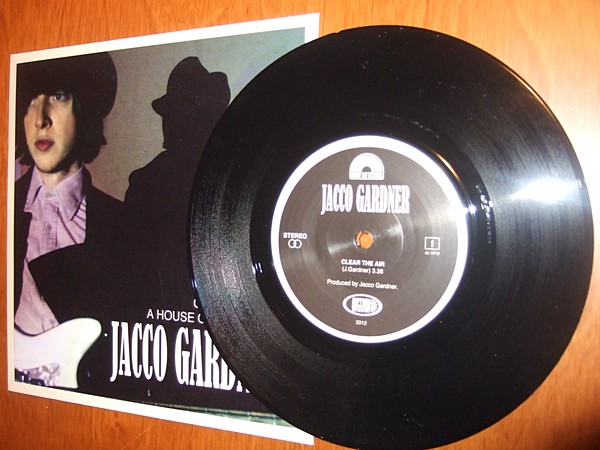 A HOUSE O
JACCO GARD
JACCO GARDNER
STEREO
1
45 RPM
CLEAR THE AIR
(J.Gardner) 3.38
Produced by Jacco Gardner.
2012